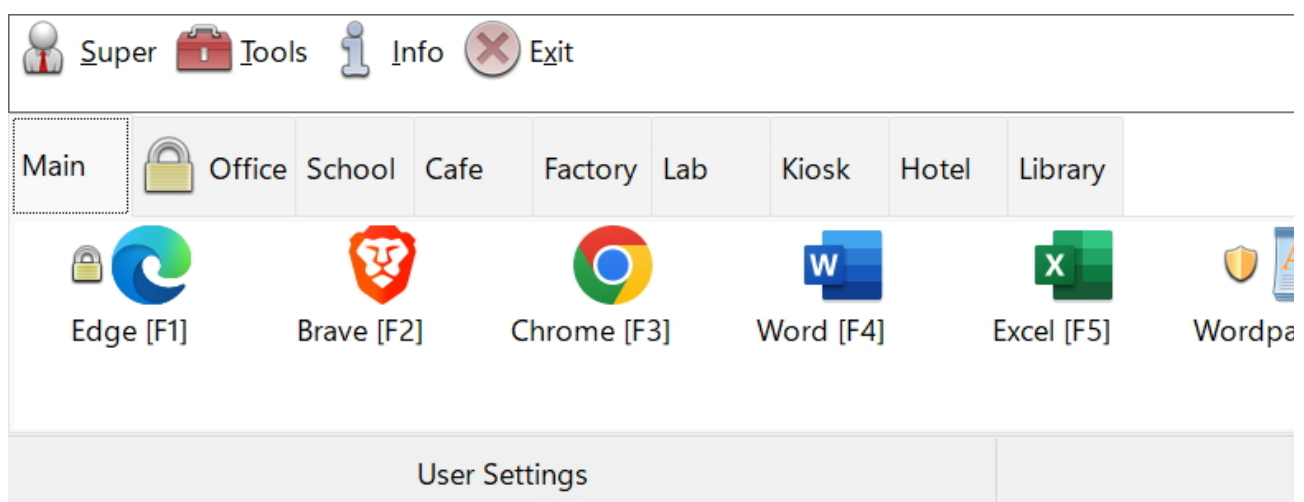 Super Tools Info Exit
Main Office School Cafe Factory Lab Kiosk Hotel Library
W X
Edge [F1] Brave [F2] Chrome [F3] Word [F4] Excel [F5]
User Settings